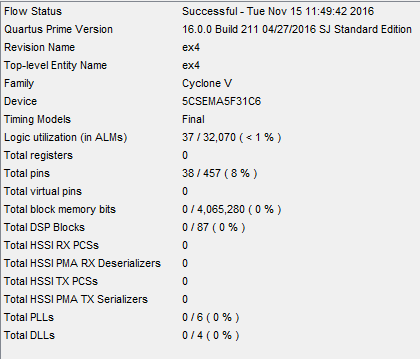 Flow Status Successful - Tue Nov 15 11:49:42 2016
Quartus Prime Version 16.0.0 Build 211 04/27/2016 SJ Standard Edition
Revision Name ex4
Top-level Entity Name ex4
Family Cyclone V
Device 5CSEMA5F31C6
Timing Models Final
Logic utilization (in ALMs) 37 / 32,070 ( < 1 % )
Total registers 0
Total pins 38 / 457 ( 8 % )
Total virtual pins 0
Total block memory bits 0 / 4,065,280 ( 0 % )
Total DSP Blocks 0 / 87 ( 0 % )
Total HSSI RX PCSs 0
Total HSSI PMA RX Deserializers 0
Total HSSI TX PCSs 0
Total HSSI PMA TX Serializers 0
Total PLLs 0 / 6 ( 0 % )
Total DLLs 0 / 4 ( 0 % )